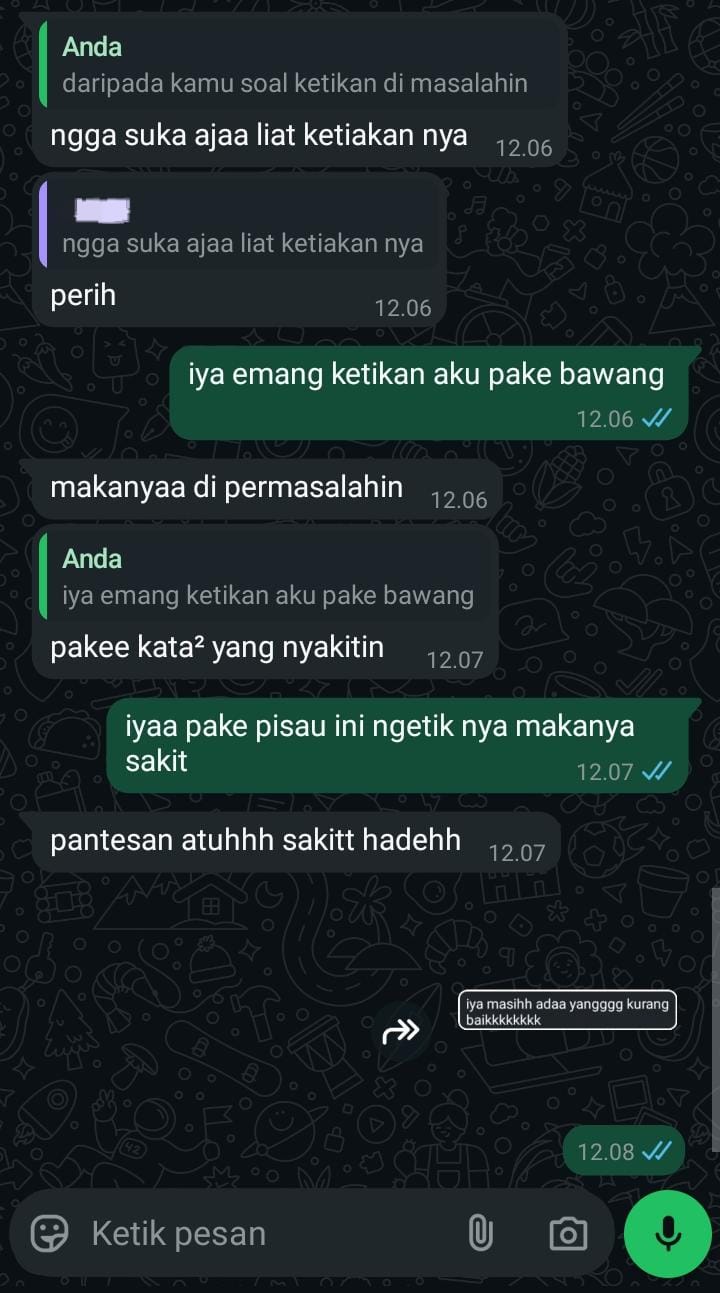 Anda
daripada kamu soal ketikan di masalahin
ngga suka ajaa liat ketiakan nya
12.06
ngga suka ajaa liat ketiakan nya
perih
12.06
iya emang ketikan aku pake bawang
12.06
makanyaa di permasalahin
12.06
Anda
iya emang ketikan aku pake bawang
pakee kata² yang nyakitin
12.07
iyaa pake pisau ini ngetik nya makanya
sakit
12.07
pantesan atuhhh sakitt hadehh
12.07
iya masihh adaa yangggg kurang
baikkkkkkkk
12.08
Ketik pesan